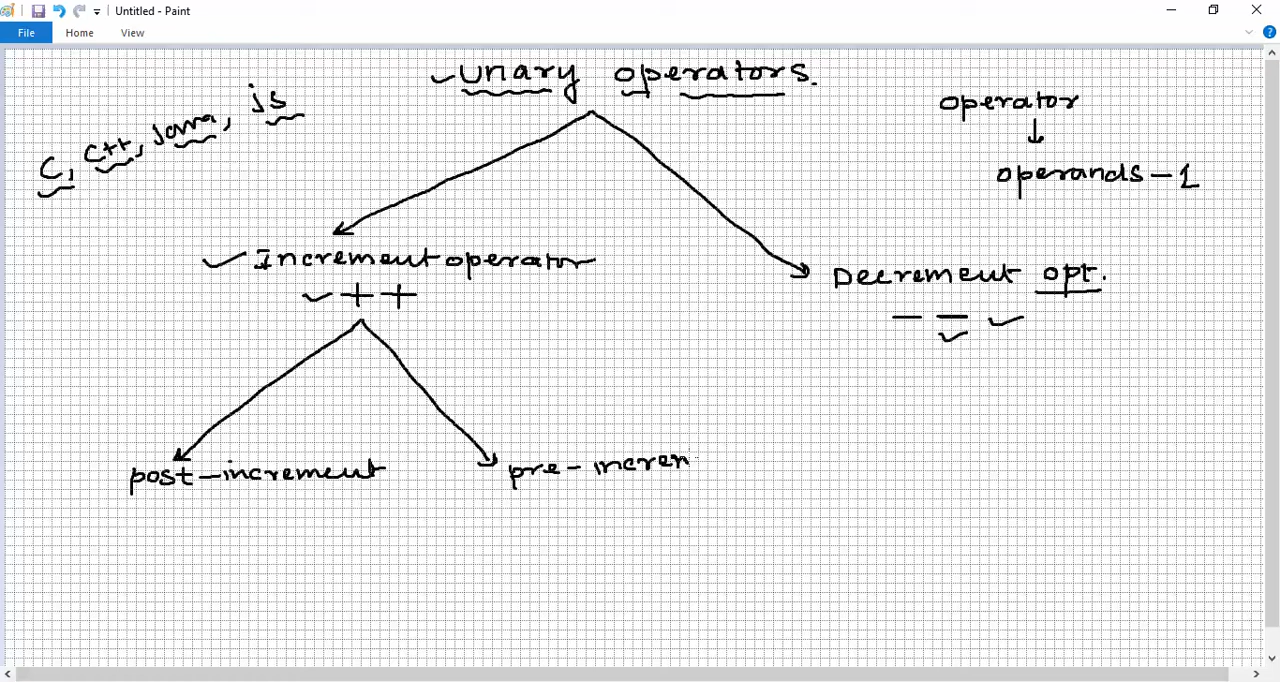 Untitled - Paint
File Home View
Unary operators.
C, C++, Java, js
operator
operands - 1
Increment operator
++
Decrement opt.
--
post-increment
pre-increm